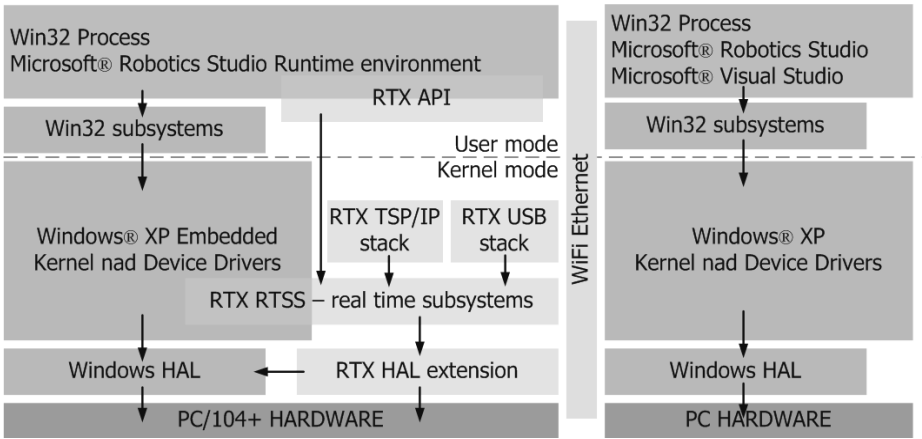 Win32 Process
Microsoft® Robotics Studio Runtime environment
RTX API
Win32 subsystems
User mode
Kernel mode
RTX TSP/IP
stack
RTX USB
stack
Windows® XP Embedded
Kernel nad Device Drivers
RTX RTSS – real time subsystems
Windows HAL
RTX HAL extension
PC/104+ HARDWARE
WiFi Ethernet
Win32 Process
Microsoft® Robotics Studio
Microsoft® Visual Studio
Win32 subsystems
Windows® XP
Kernel nad Device Drivers
Windows HAL
PC HARDWARE